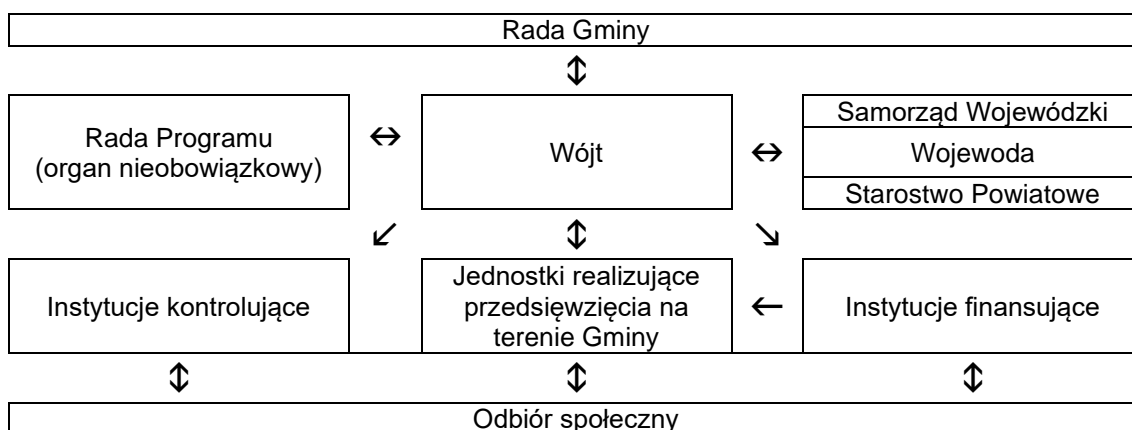 Rada Gminy
Rada Programu
(organ nieobowiązkowy)
Wójt
Samorząd Wojewódzki
Wojewoda
Starostwo Powiatowe
Instytucje kontrolujące
Jednostki realizujące
przedsięwzięcia na
terenie Gminy
Instytucje finansujące
Odbiór społeczny